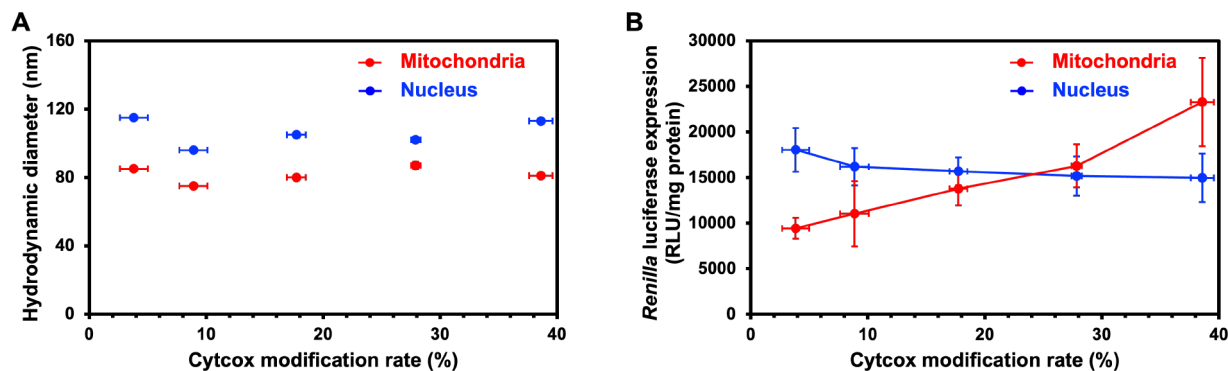 A
Hydrodynamic diameter (nm)
160
120
80
40
0
Mitochondria
Nucleus
0 10 20 30 40
Cytcox modification rate (%)
B
Renilla luciferase expression
(RLU/mg protein)
30000
25000
20000
15000
10000
5000
0
Mitochondria
Nucleus
0 10 20 30 40
Cytcox modification rate (%)